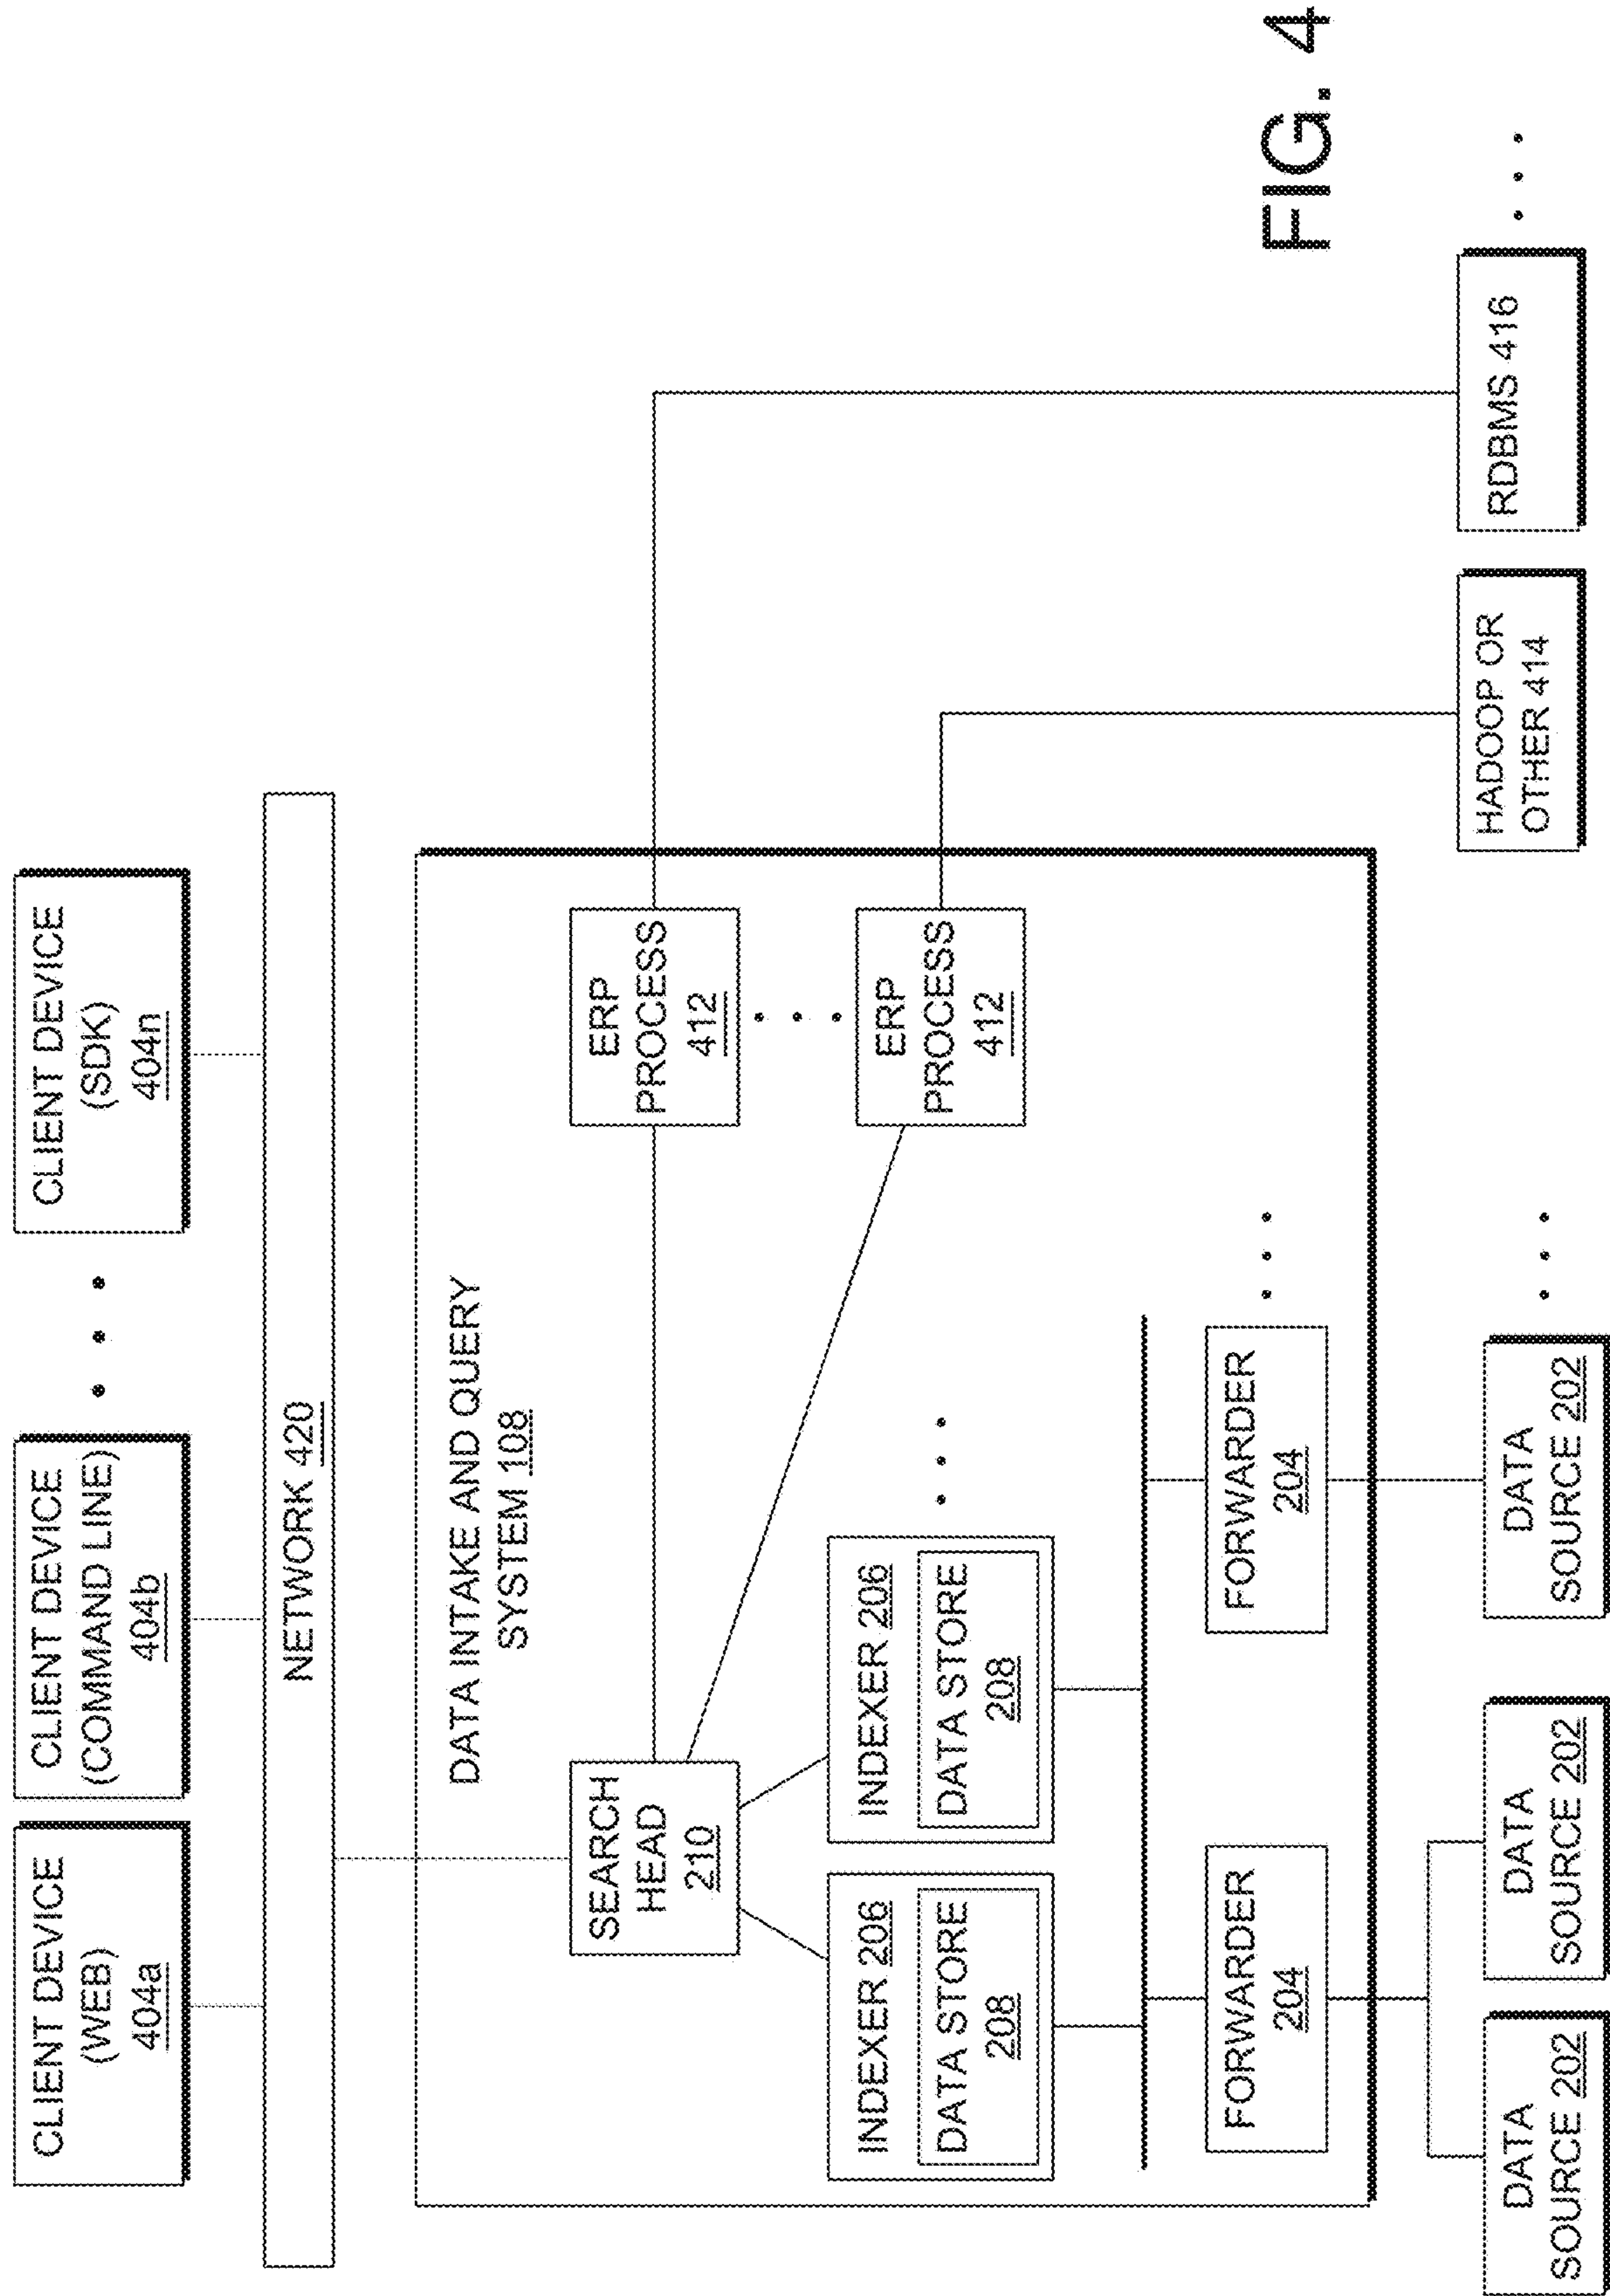 CLIENT DEVICE
(WEB)
404a
CLIENT DEVICE
(COMMAND LINE)
404b
CLIENT DEVICE
(SDK)
404n
NETWORK 420
DATA INTAKE AND QUERY
SYSTEM 108
SEARCH
HEAD
210
ERP
PROCESS
412
ERP
PROCESS
412
INDEXER 206
DATA STORE
208
INDEXER 206
DATA STORE
208
FORWARDER
204
FORWARDER
204
DATA
SOURCE 202
DATA
SOURCE 202
DATA
SOURCE 202
HADOOP OR
OTHER 414
RDBMS 416
FIG. 4